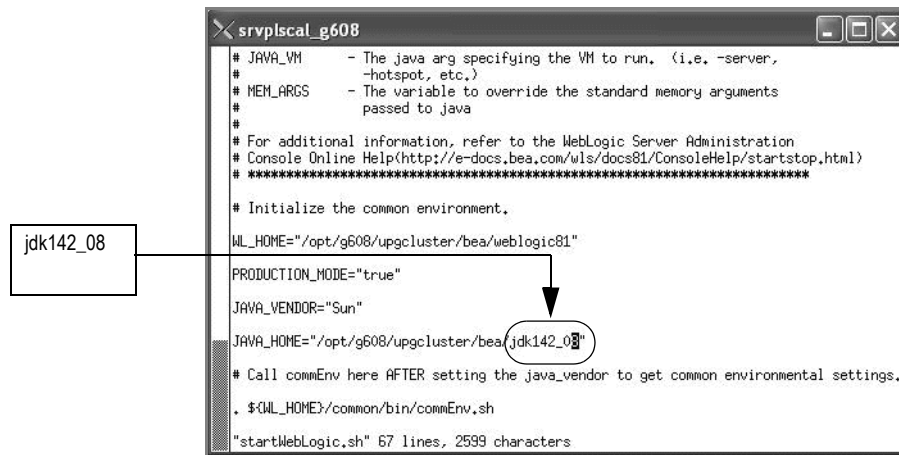 srvplscal_g608
# JAVA_VM - The java arg specifying the VM to run. (i.e. -server,
# -hotspot, etc.)
# MEM_ARGS - The variable to override the standard memory arguments
# passed to java
#
# For additional information, refer to the WebLogic Server Administration
# Console Online Help(http://e-docs.bea.com/wls/docs81/ConsoleHelp/startstop.html)
# *************************************************************************
# Initialize the common environment.
WL_HOME="/opt/g608/upgcluster/bea/weblogic81"
PRODUCTION_MODE="true"
JAVA_VENDOR="Sun"
JAVA_HOME="/opt/g608/upgcluster/bea/jdk142_08"
# Call commEnv here AFTER setting the java_vendor to get common environmental settings.
. ${WL_HOME}/common/bin/commEnv.sh
"startWebLogic.sh" 67 lines, 2599 characters
jdk142_08